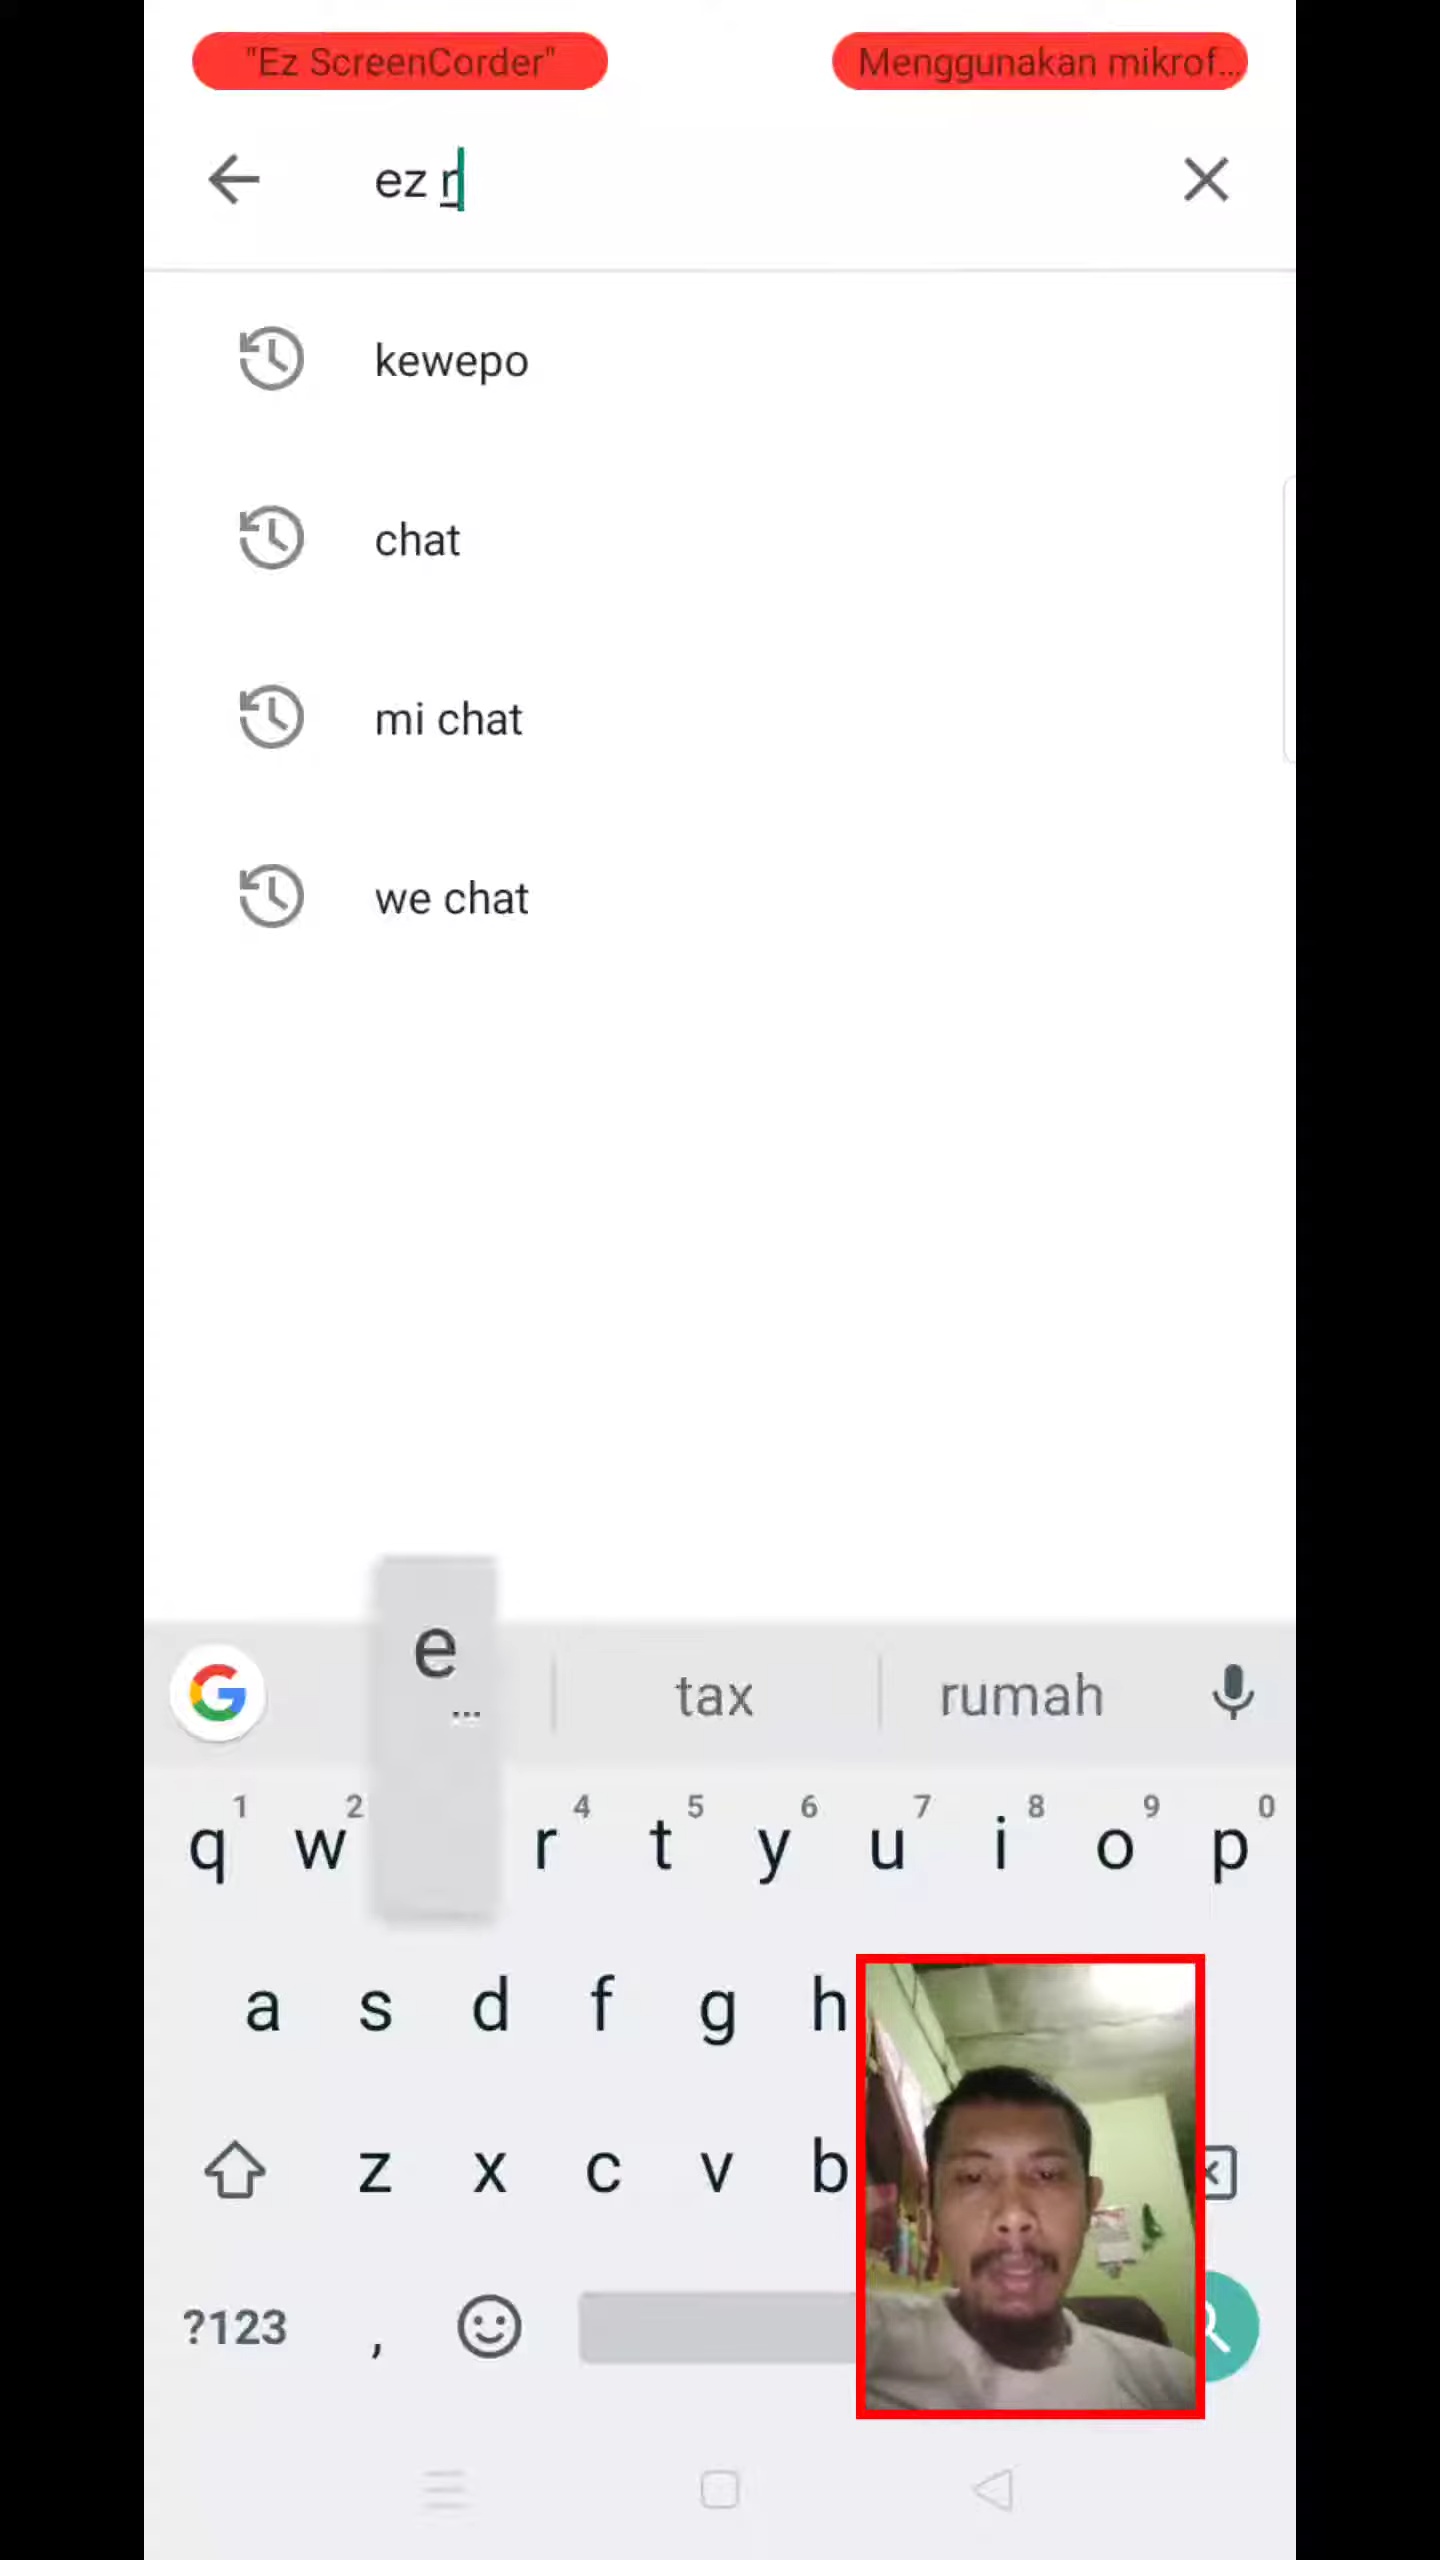 "Ez ScreenCorder" Menggunakan mikrof...
ez r
kewepo
chat
mi chat
we chat
e
...
tax rumah
1 2 4 5 6 7 8 9 0
q w r t y u i o p
a s d f g h
z x c v b
?123 ,